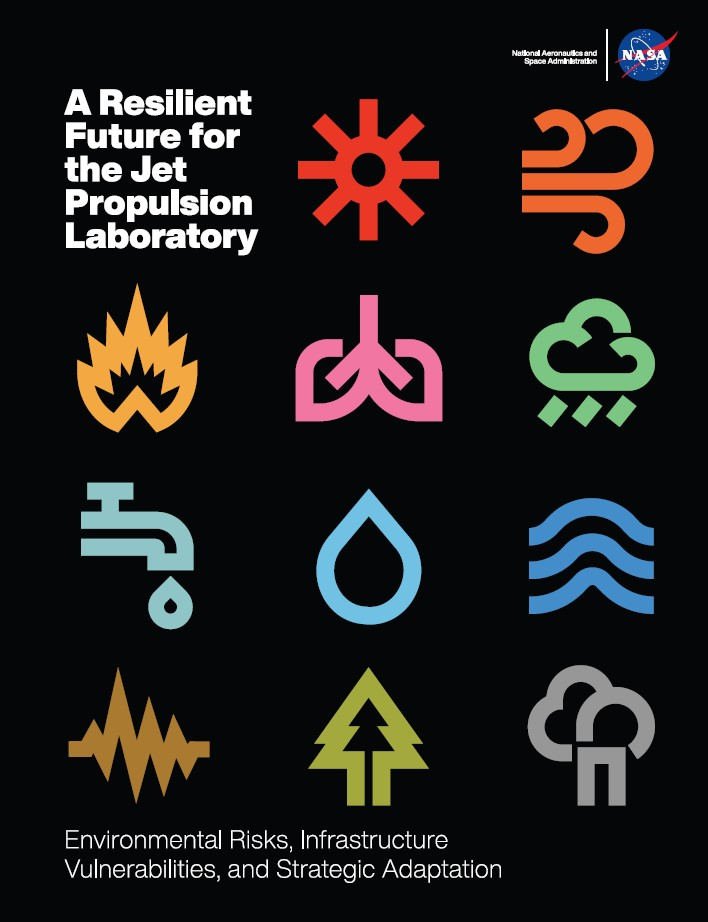 National Aeronautics and
Space Administration
NASA
A Resilient
Future for
the Jet
Propulsion
Laboratory
Environmental Risks, Infrastructure
Vulnerabilities, and Strategic Adaptation